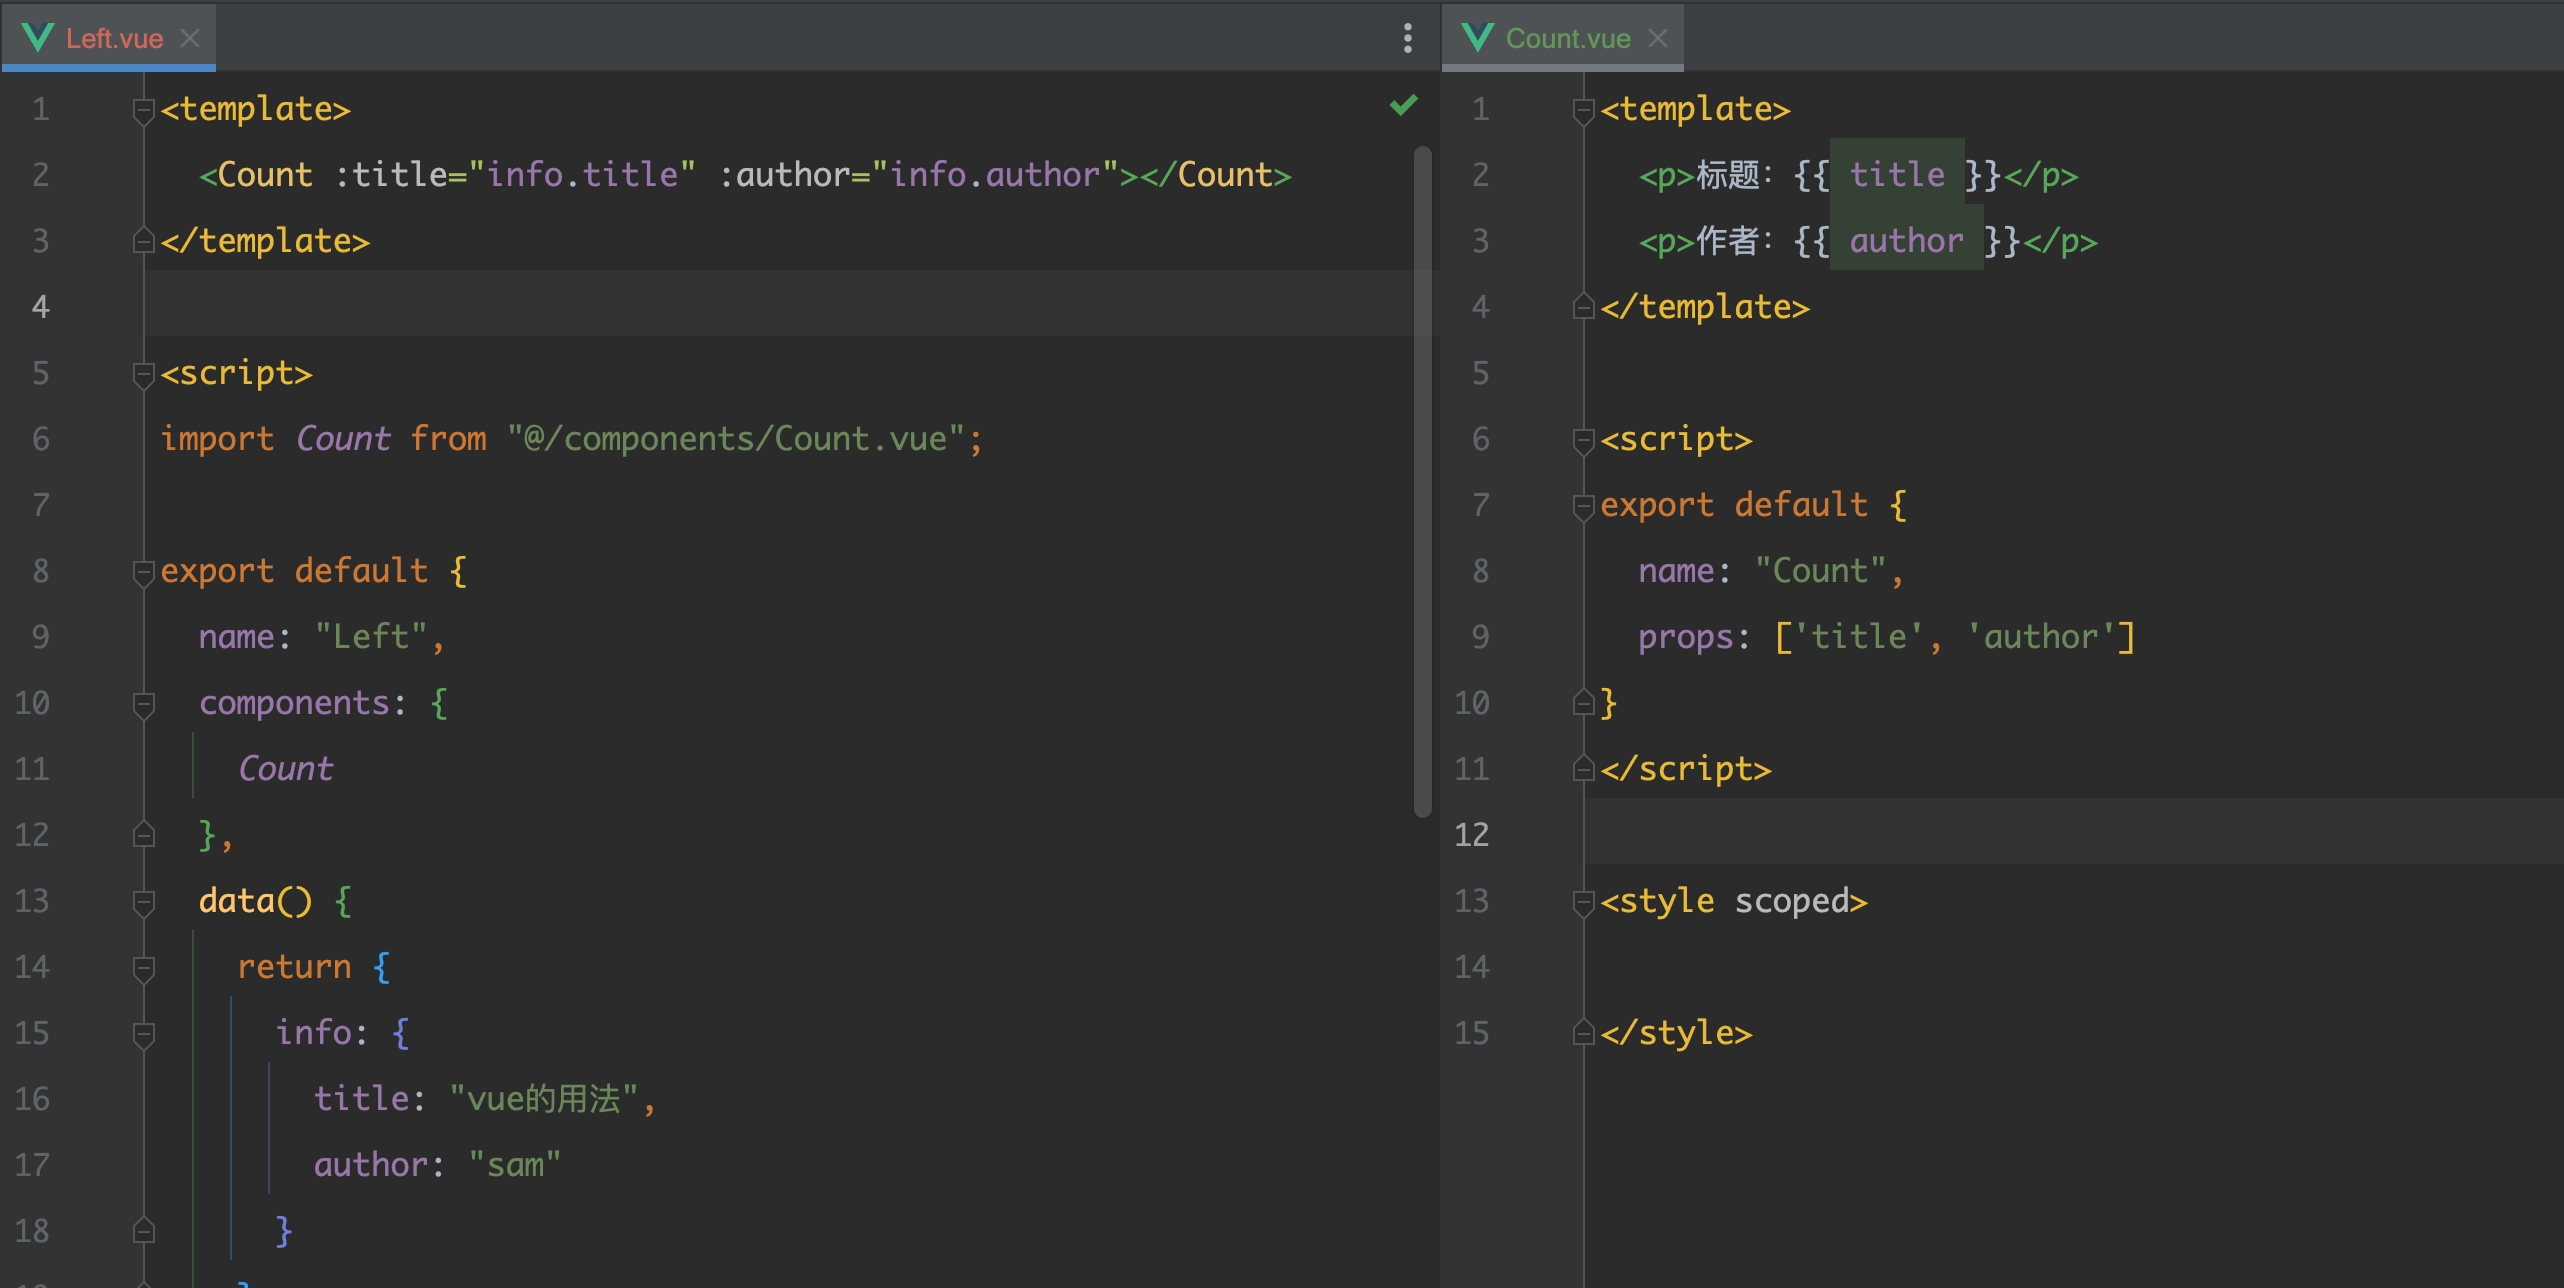 Left.vue
1 <template>
2 <Count :title="info.title" :author="info.author"></Count>
3 </template>
4
5 <script>
6 import Count from "@/components/Count.vue";
7
8 export default {
9 name: "Left",
10 components: {
11 Count
12 },
13 data() {
14 return {
15 info: {
16 title: "vue的用法",
17 author: "sam"
18 }
Count.vue
1 <template>
2 <p>标题：{{ title }}</p>
3 <p>作者：{{ author }}</p>
4 </template>
5
6 <script>
7 export default {
8 name: "Count",
9 props: ['title', 'author']
10 }
11 </script>
12
13 <style scoped>
14
15 </style>